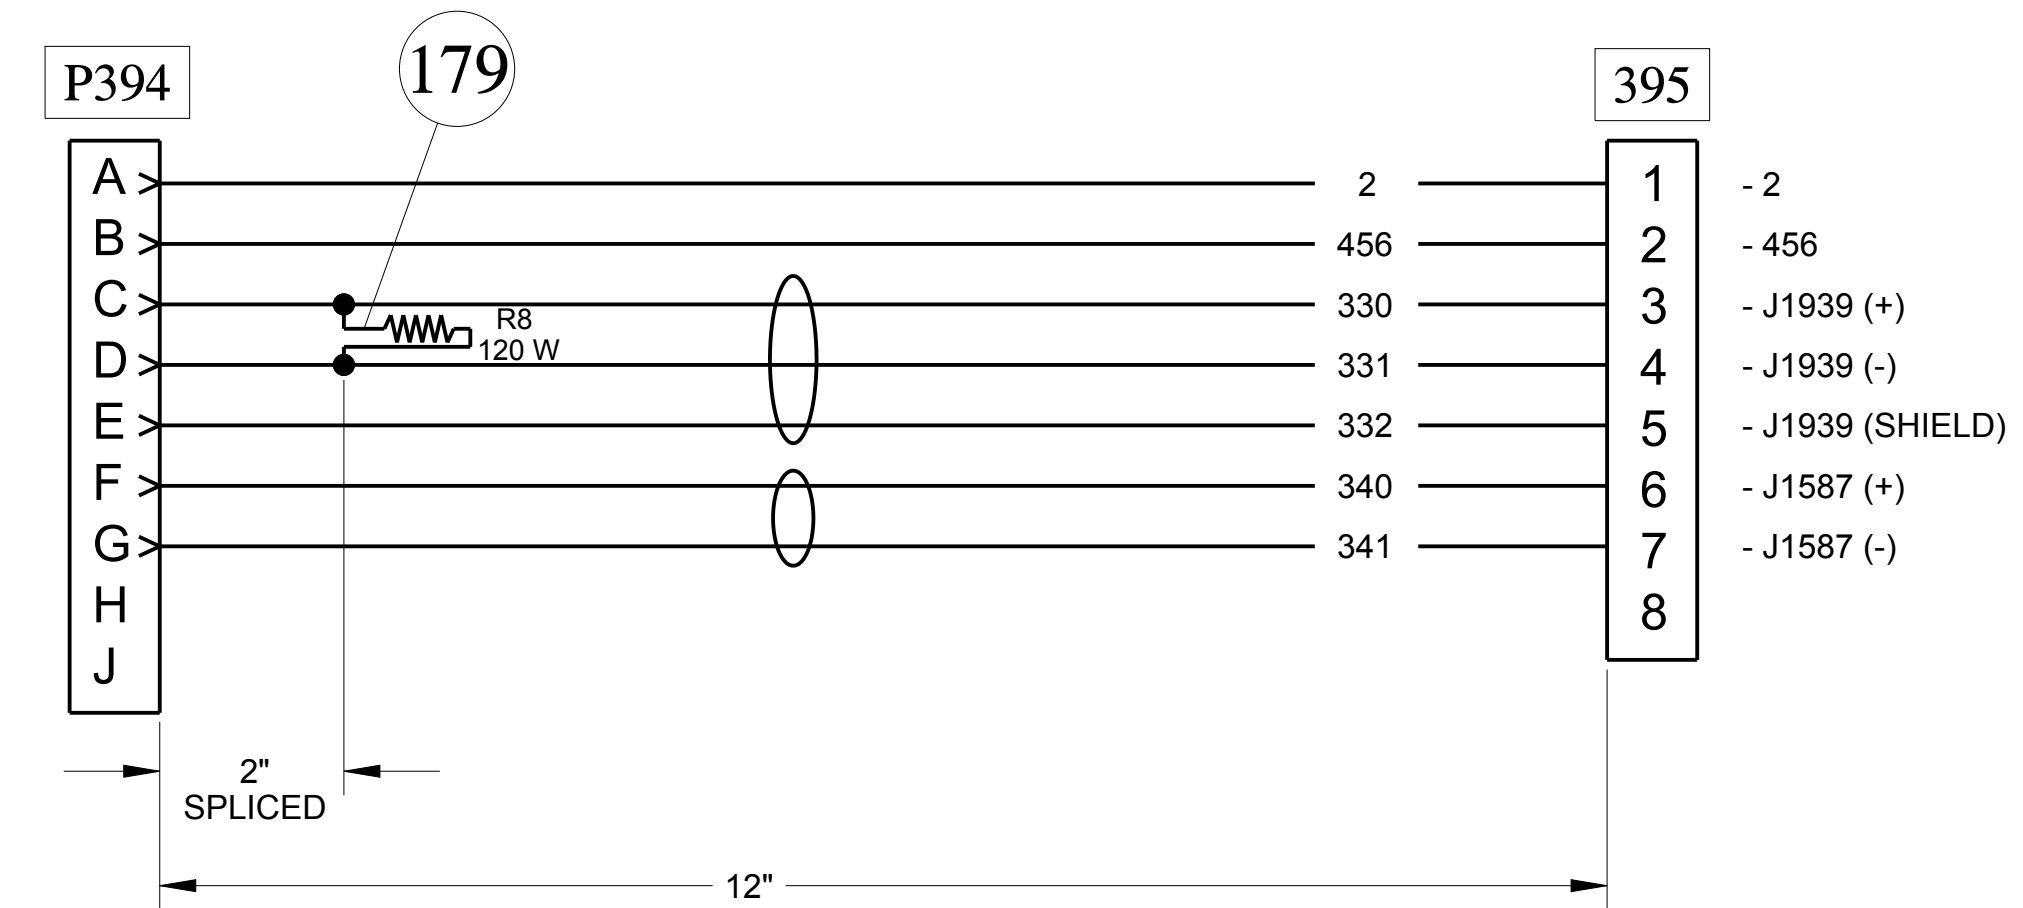 P394
179
395
A 2 1 - 2
B 456 2 - 456
C 330 3 - J1939 (+)
R8
120 W
D 331 4 - J1939 (-)
E 332 5 - J1939 (SHIELD)
F 340 6 - J1587 (+)
G 341 7 - J1587 (-)
H 8
J
2"
SPLICED
12"